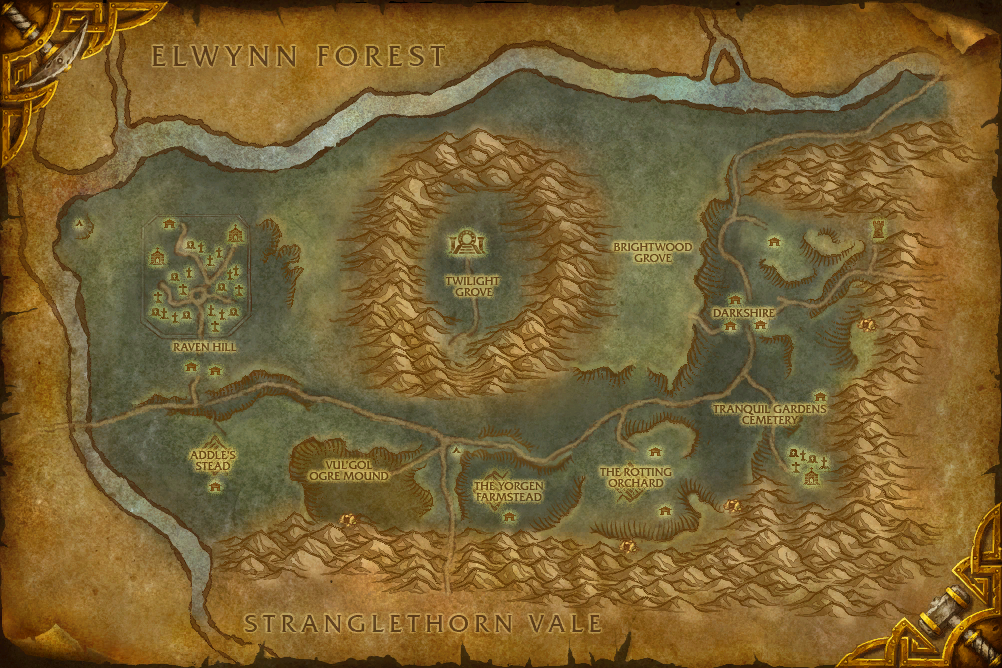 ELWYNN FOREST
BRIGHTWOOD
GROVE
TWILIGHT
GROVE
DARKSHIRE
RAVEN HILL
TRANQUIL GARDENS
CEMETERY
ADDLE'S
STEAD
VUL'GOL
OGRE MOUND
THE ROTTING
ORCHARD
THE YORGEN
FARMSTEAD
STRANGLETHORN VALE